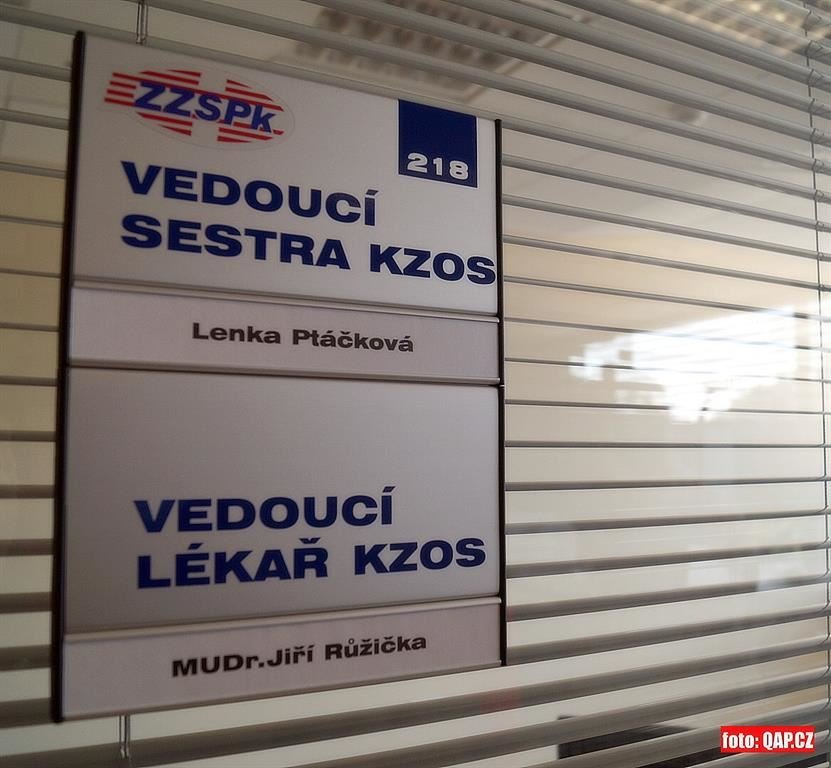 ZZSPk
218
VEDOUCÍ
SESTRA KZOS
Lenka Ptáčková
VEDOUCÍ
LÉKAŘ KZOS
MUDr.Jiří Růžička
foto: QAP.CZ